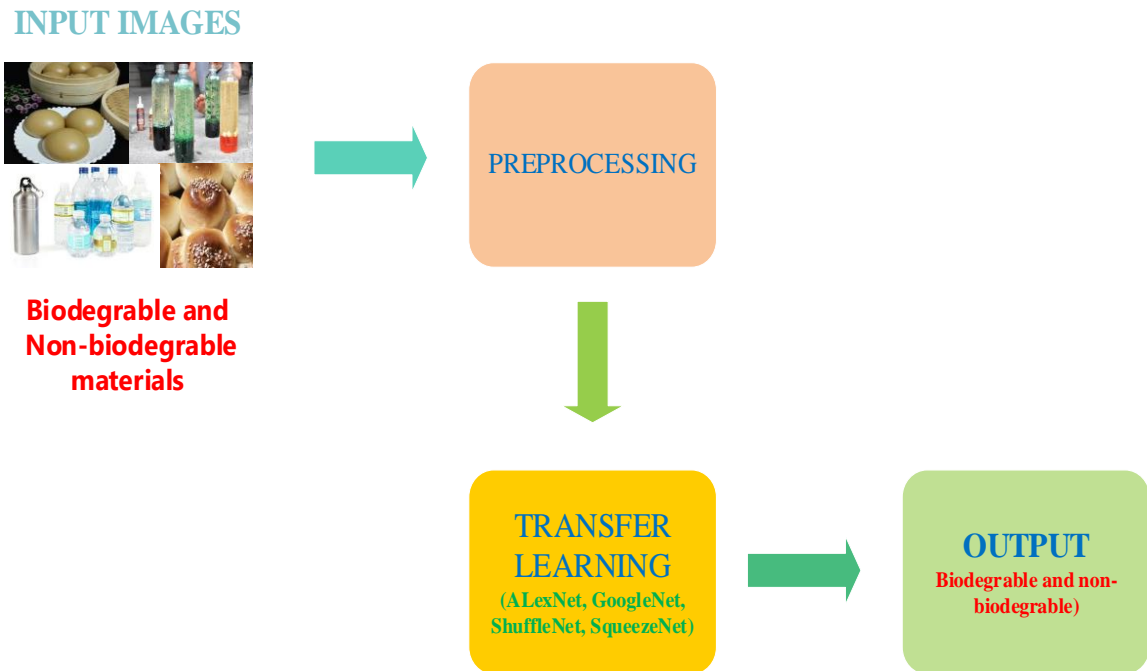 INPUT IMAGES
Biodegrable and
Non-biodegrable
materials
PREPROCESSING
TRANSFER
LEARNING
(ALexNet, GoogleNet,
ShuffleNet, SqueezeNet)
OUTPUT
Biodegrable and non-
biodegrable)